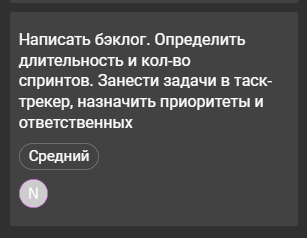 Написать бэклог. Определить
длительность и кол-во
спринтов. Занести задачи в таск-
трекер, назначить приоритеты и
ответственных
Средний
N